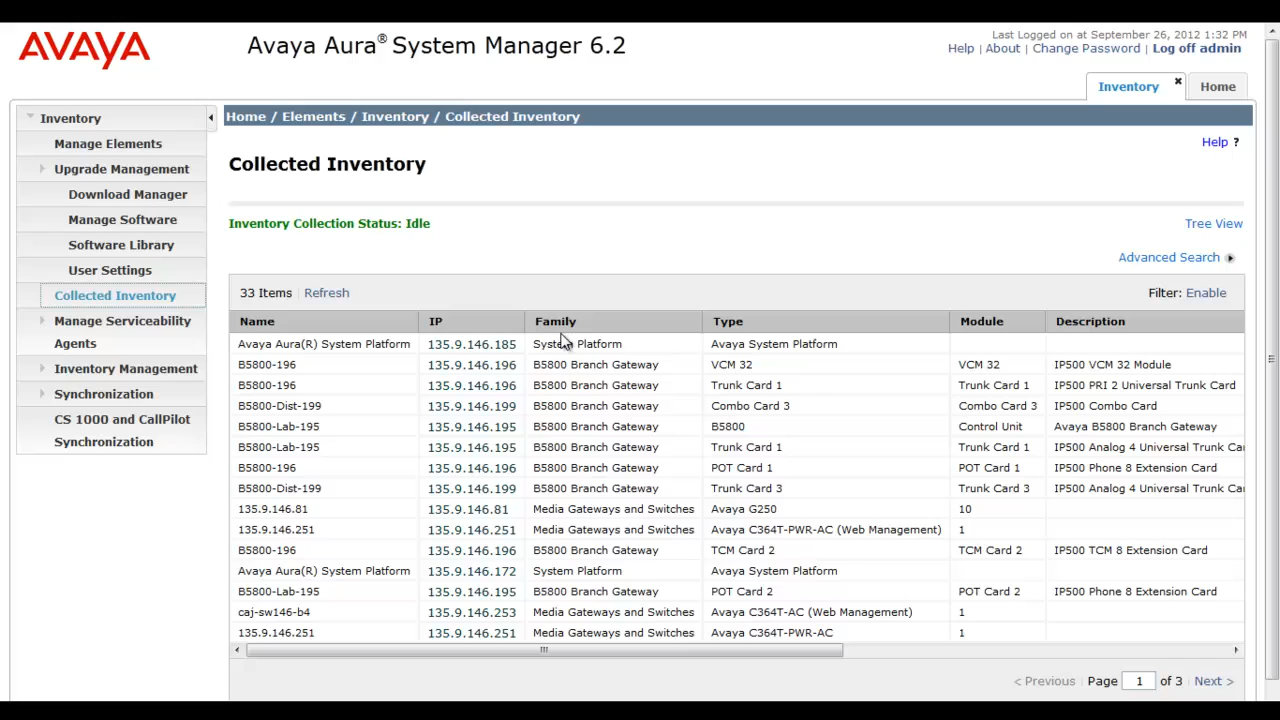 AVAYA
Avaya Aura® System Manager 6.2
Last Logged on at September 26, 2012 1:32 PM
Help | About | Change Password | Log off admin
Inventory
Home
Inventory
Manage Elements
Upgrade Management
Download Manager
Manage Software
Software Library
User Settings
Collected Inventory
Manage Serviceability
Agents
Inventory Management
Synchronization
CS 1000 and CallPilot
Synchronization
Home / Elements / Inventory / Collected Inventory
Help ?
Collected Inventory
Inventory Collection Status: Idle
Tree View
Advanced Search
33 Items | Refresh
Filter: Enable
Name IP Family Type Module Description
Avaya Aura(R) System Platform 135.9.146.185 System Platform Avaya System Platform
B5800-196 135.9.146.196 B5800 Branch Gateway VCM 32 VCM 32 IP500 VCM 32 Module
B5800-196 135.9.146.196 B5800 Branch Gateway Trunk Card 1 Trunk Card 1 IP500 PRI 2 Universal Trunk Card
B5800-Dist-199 135.9.146.199 B5800 Branch Gateway Combo Card 3 Combo Card 3 IP500 Combo Card
B5800-Lab-195 135.9.146.195 B5800 Branch Gateway B5800 Control Unit Avaya B5800 Branch Gateway
B5800-Lab-195 135.9.146.195 B5800 Branch Gateway Trunk Card 1 Trunk Card 1 IP500 Analog 4 Universal Trunk Ca
B5800-196 135.9.146.196 B5800 Branch Gateway POT Card 1 POT Card 1 IP500 Phone 8 Extension Card
B5800-Dist-199 135.9.146.199 B5800 Branch Gateway Trunk Card 3 Trunk Card 3 IP500 Analog 4 Universal Trunk Ca
135.9.146.81 135.9.146.81 Media Gateways and Switches Avaya G250 10
135.9.146.251 135.9.146.251 Media Gateways and Switches Avaya C364T-PWR-AC (Web Management) 1
B5800-196 135.9.146.196 B5800 Branch Gateway TCM Card 2 TCM Card 2 IP500 TCM 8 Extension Card
Avaya Aura(R) System Platform 135.9.146.172 System Platform Avaya System Platform
B5800-Lab-195 135.9.146.195 B5800 Branch Gateway POT Card 2 POT Card 2 IP500 Phone 8 Extension Card
caj-sw146-b4 135.9.146.253 Media Gateways and Switches Avaya C364T-AC (Web Management) 1
135.9.146.251 135.9.146.251 Media Gateways and Switches Avaya C364T-PWR-AC 1
< Previous | Page 1 of 3 Next >